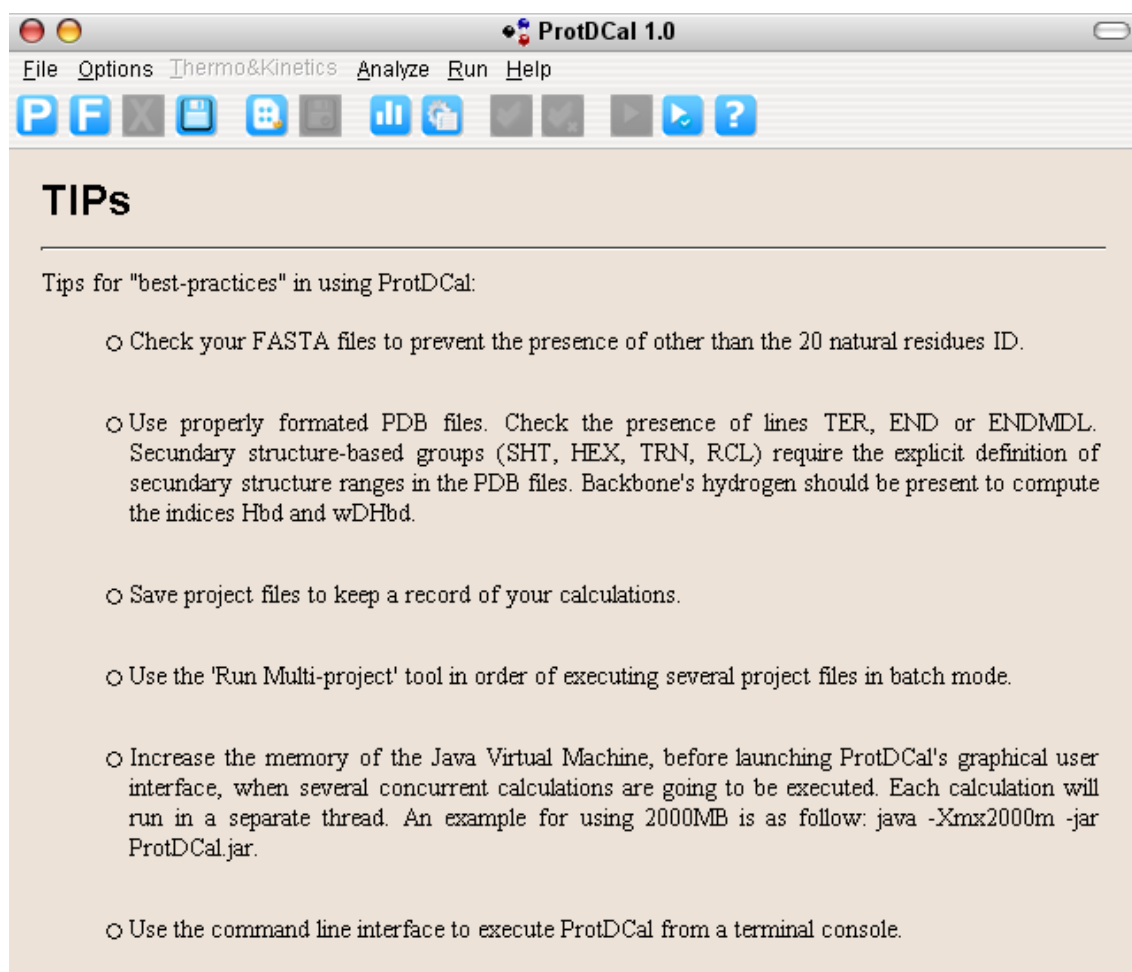 ProtDCal 1.0
File Options Thermo&Kinetics Analyze Run Help
P F X ?
TIPs
Tips for "best-practices" in using ProtDCal:
Check your FASTA files to prevent the presence of other than the 20 natural residues ID.
Use properly formated PDB files. Check the presence of lines TER, END or ENDMDL.
Secundary structure-based groups (SHT, HEX, TRN, RCL) require the explicit definition of
secundary structure ranges in the PDB files. Backbone's hydrogen should be present to compute
the indices Hbd and wDHbd.
Save project files to keep a record of your calculations.
Use the 'Run Multi-project' tool in order of executing several project files in batch mode.
Increase the memory of the Java Virtual Machine, before launching ProtDCal's graphical user
interface, when several concurrent calculations are going to be executed. Each calculation will
run in a separate thread. An example for using 2000MB is as follow: java -Xmx2000m -jar
ProtDCal.jar.
Use the command line interface to execute ProtDCal from a terminal console.